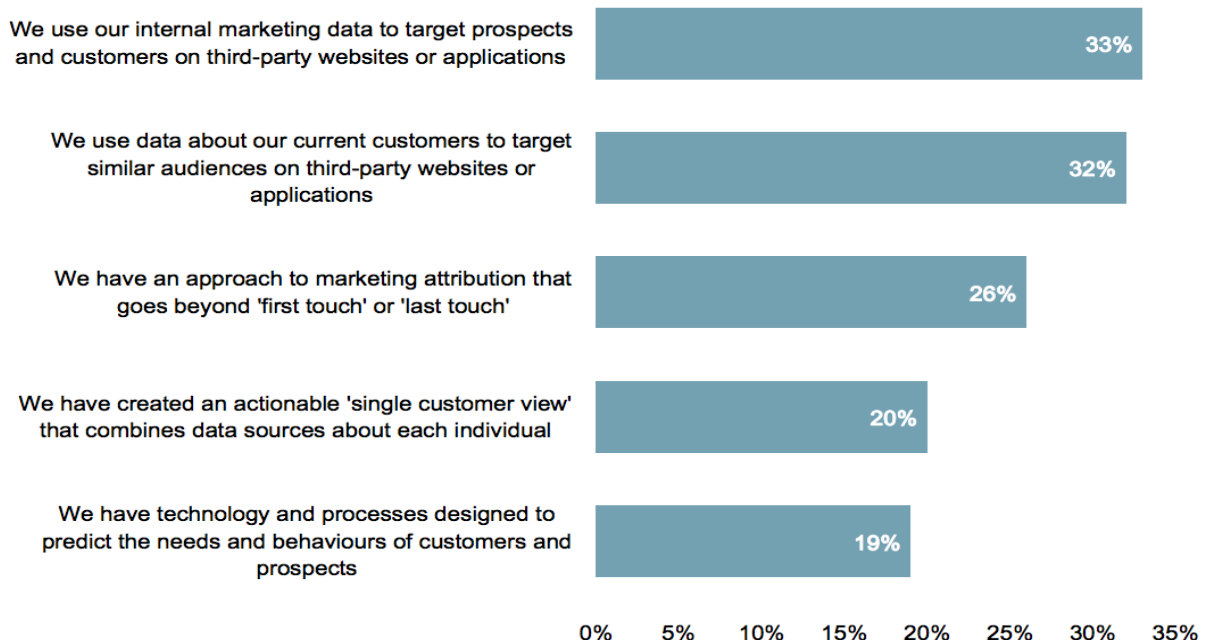 We use our internal marketing data to target prospects
and customers on third-party websites or applications
33%
We use data about our current customers to target
similar audiences on third-party websites or
applications
32%
We have an approach to marketing attribution that
goes beyond 'first touch' or 'last touch'
26%
We have created an actionable 'single customer view'
that combines data sources about each individual
20%
We have technology and processes designed to
predict the needs and behaviours of customers and
prospects
19%
0% 5% 10% 15% 20% 25% 30% 35%